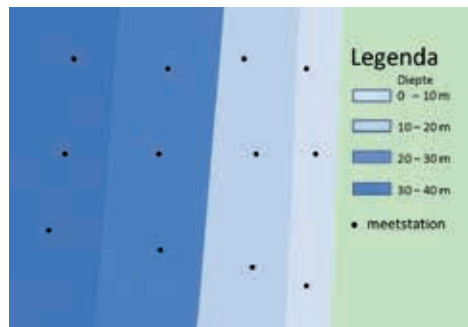 Legenda
Diepte
0 – 10 m
10 – 20 m
20 – 30 m
30 – 40 m
meetstation